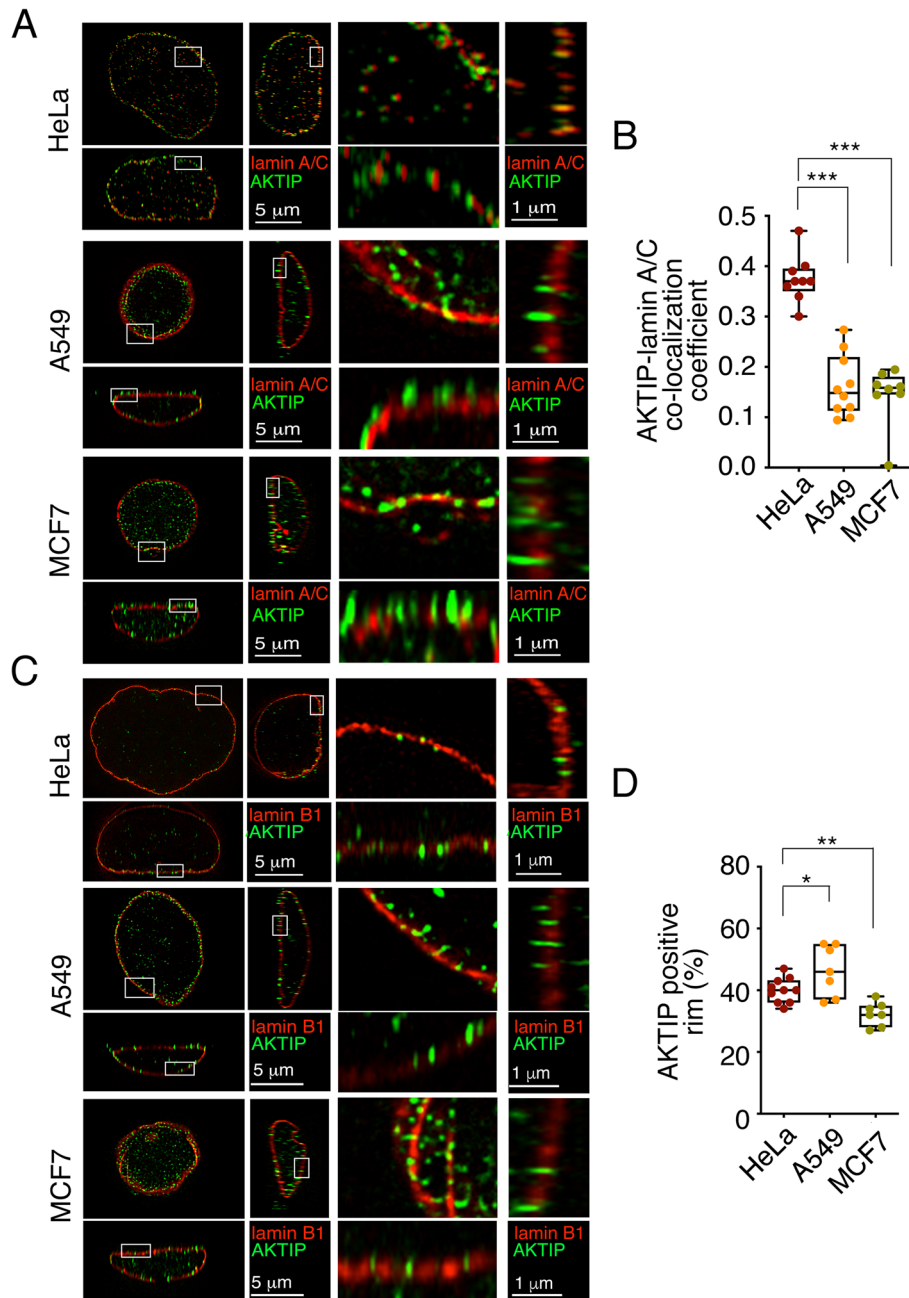 A
HeLa
lamin A/C
AKTIP
5 μm
lamin A/C
AKTIP
1 μm
A549
lamin A/C
AKTIP
5 μm
lamin A/C
AKTIP
1 μm
MCF7
lamin A/C
AKTIP
5 μm
lamin A/C
AKTIP
1 μm
B
***
***
AKTIP-lamin A/C
co-localization
coefficient
0.5
0.4
0.3
0.2
0.1
0.0
HeLa
A549
MCF7
C
HeLa
lamin B1
AKTIP
5 μm
lamin B1
AKTIP
1 μm
A549
lamin B1
AKTIP
5 μm
lamin B1
AKTIP
1 μm
MCF7
lamin B1
AKTIP
5 μm
lamin B1
AKTIP
1 μm
D
**
*
AKTIP positive
rim (%)
80
60
40
20
0
HeLa
A549
MCF7